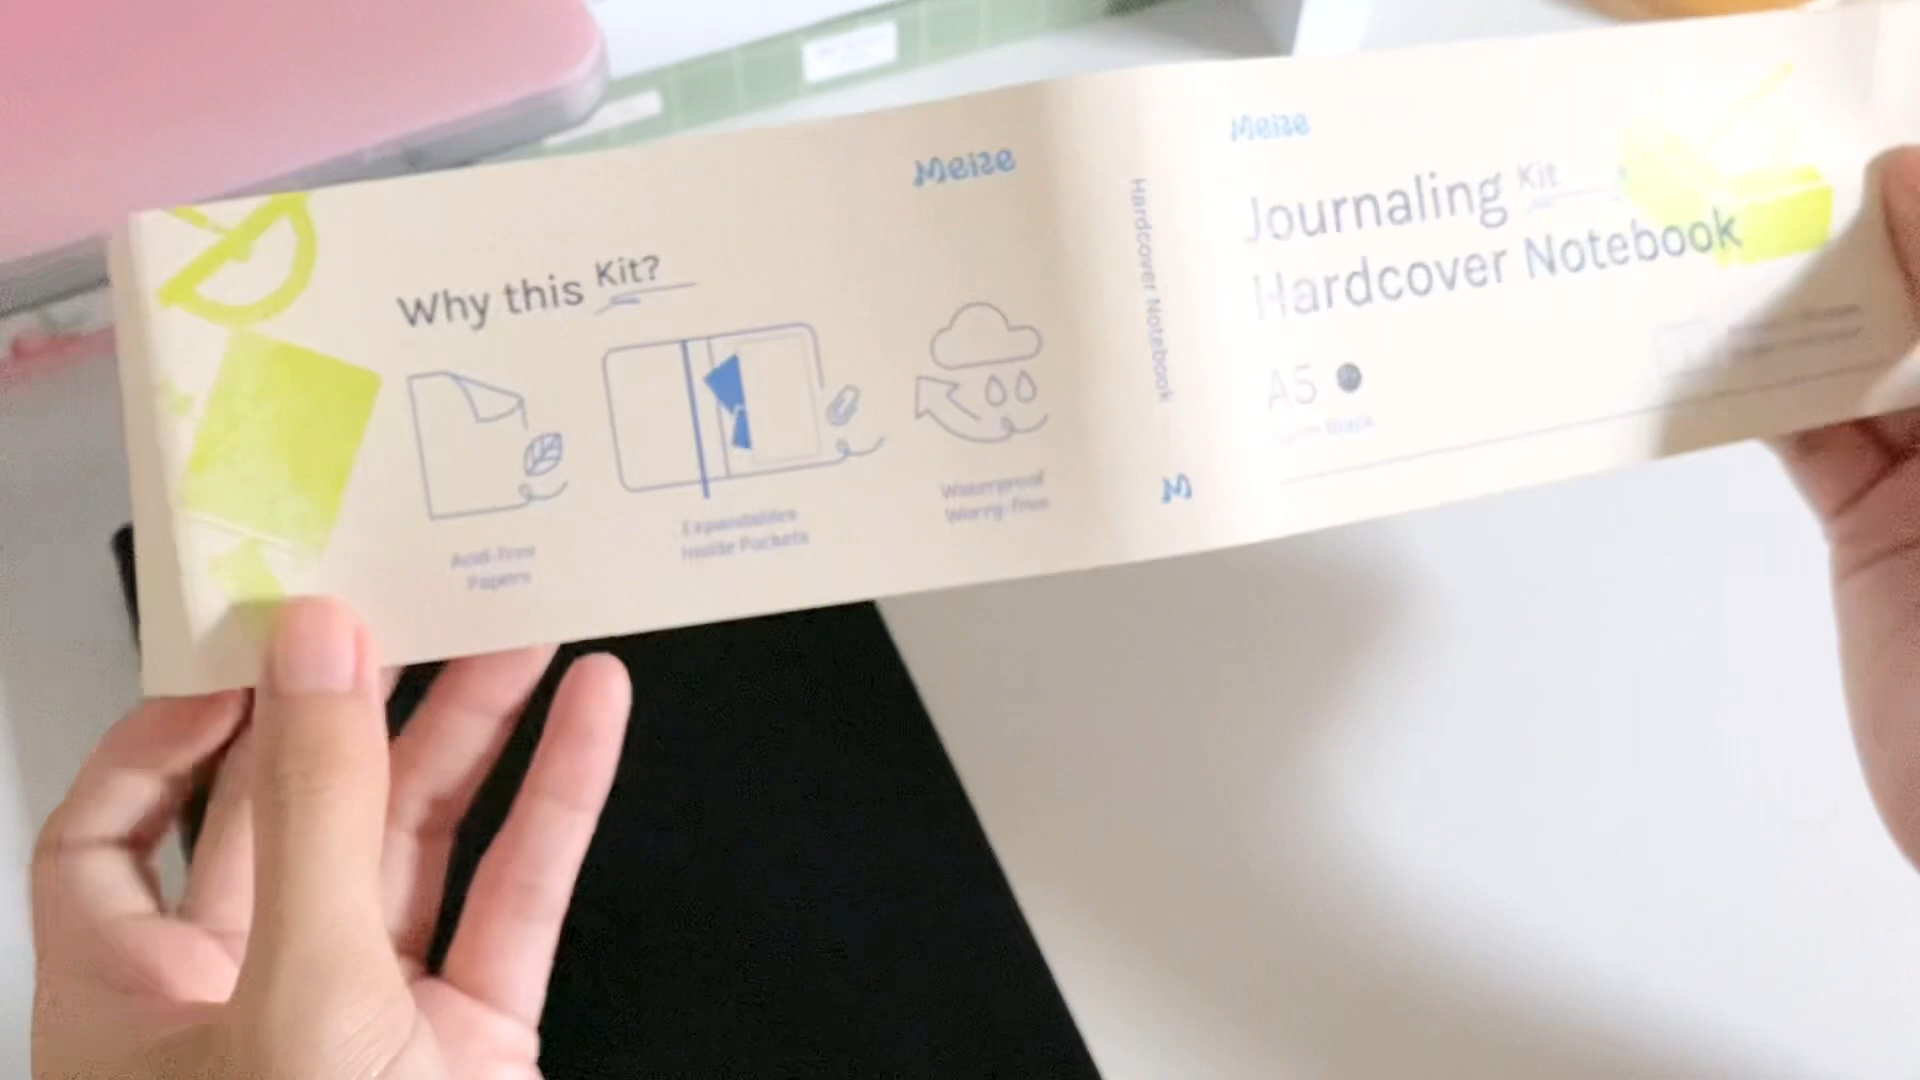 Meize
Why this Kit?
Acid-Free
Papers
Expandables
Inside Pockets
Waterproof
Worry-free
Hardcover Notebook
M
Meize
Journaling Kit
Hardcover Notebook
A5
Black